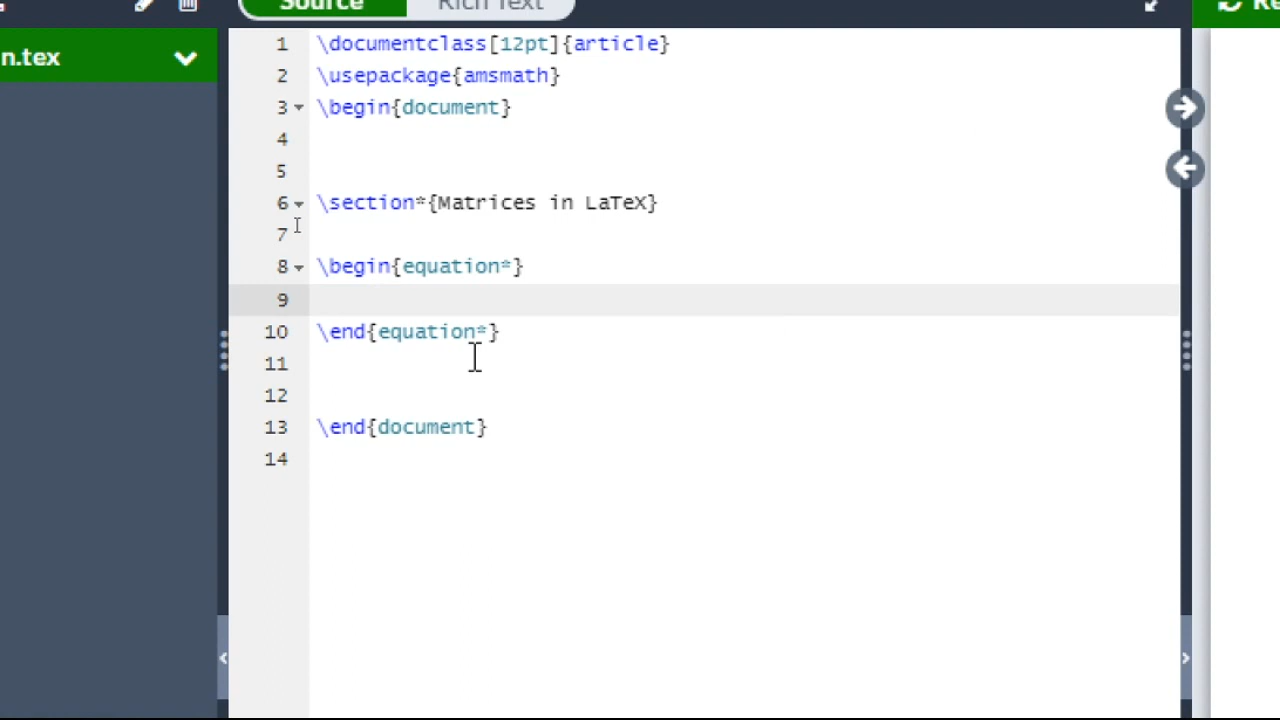 Source Rich Text
n.tex
1 \documentclass[12pt]{article}
2 \usepackage{amsmath}
3 \begin{document}
4
5
6 \section*{Matrices in LaTeX}
7
8 \begin{equation*}
9
10 \end{equation*}
11
12
13 \end{document}
14